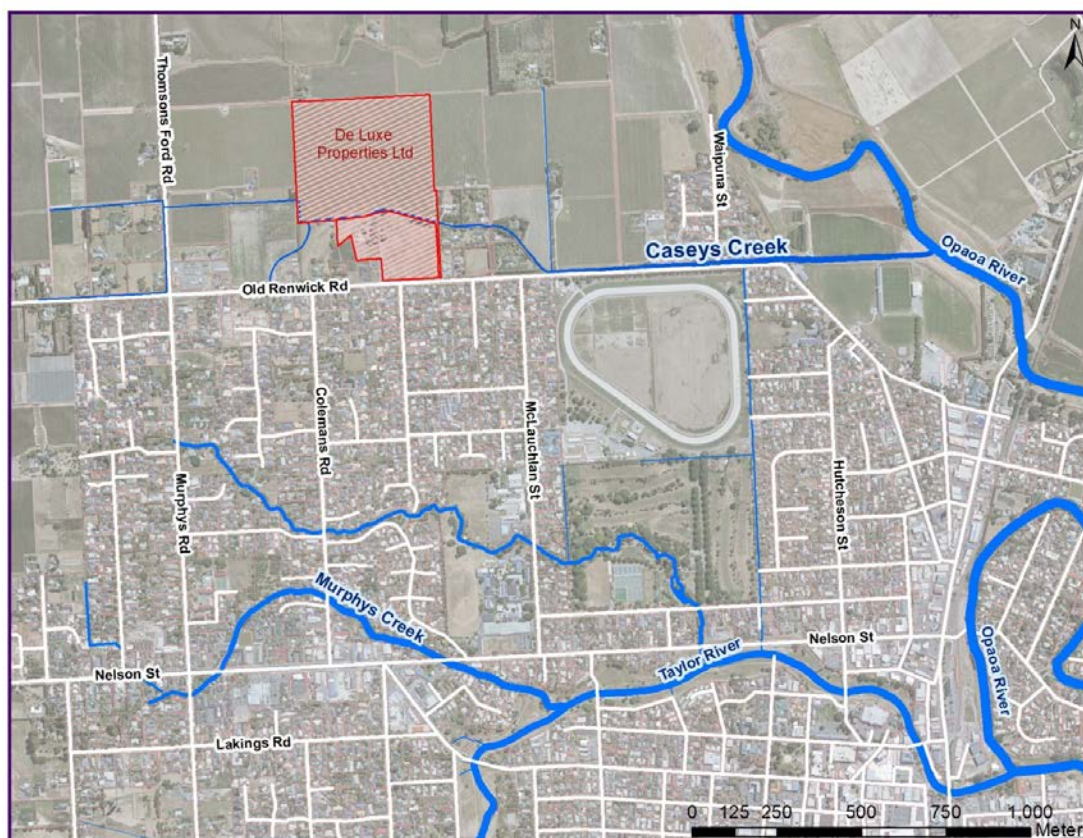 N
Thomsons Ford Rd
De Luxe
Properties Ltd
Waipuna St
Caseys Creek
Opaoa River
Old Renwick Rd
Colemans Rd
McLauchlan St
Murphys Rd
Hutcheson St
Murphys Creek
Nelson St
Taylor River
Opaoa River
Nelson St
Lakings Rd
0 125 250 500 750 1,000
Mete